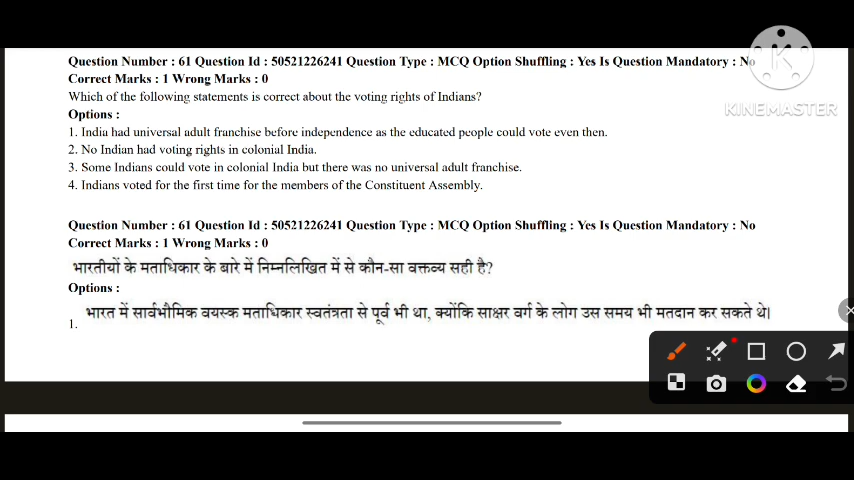 KINEMASTER
Question Number : 61 Question Id : 50521226241 Question Type : MCQ Option Shuffling : Yes Is Question Mandatory : No
Correct Marks : 1 Wrong Marks : 0
Which of the following statements is correct about the voting rights of Indians?
Options :
1. India had universal adult franchise before independence as the educated people could vote even then.
2. No Indian had voting rights in colonial India.
3. Some Indians could vote in colonial India but there was no universal adult franchise.
4. Indians voted for the first time for the members of the Constituent Assembly.
Question Number : 61 Question Id : 50521226241 Question Type : MCQ Option Shuffling : Yes Is Question Mandatory : No
Correct Marks : 1 Wrong Marks : 0
भारतीयों के मताधिकार के बारे में निम्नलिखित में से कौन-सा वक्तव्य सही है?
Options :
भारत में सार्वभौमिक वयस्क मताधिकार स्वतंत्रता से पूर्व भी था, क्योंकि साक्षर वर्ग के लोग उस समय भी मतदान कर सकते थे।
1.